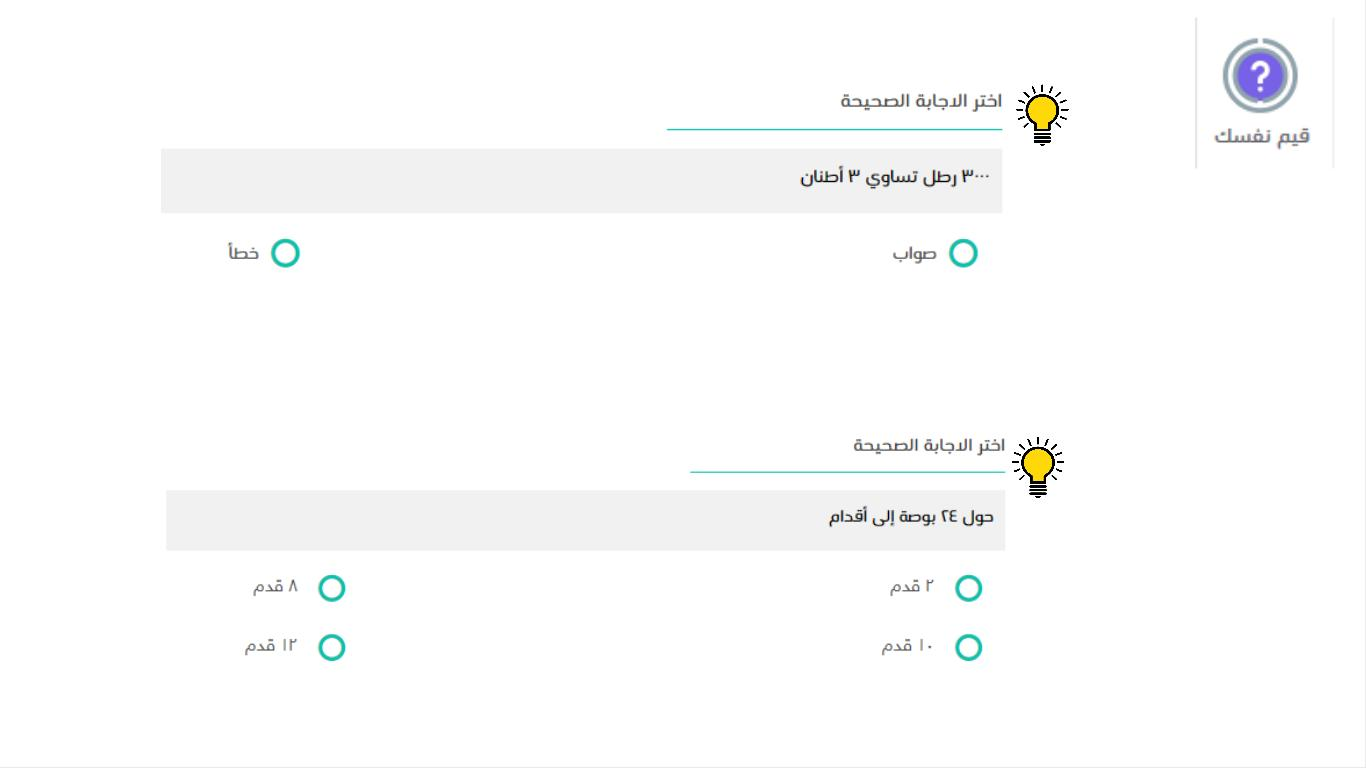 قيم نفسك
اختر الاجابة الصحيحة
٣٠٠٠ رطل تساوي ٣ أطنان
صواب
خطأ
اختر الاجابة الصحيحة
حول ٢٤ بوصة إلى أقدام
٢ قدم
٨ قدم
١٠ قدم
١٢ قدم